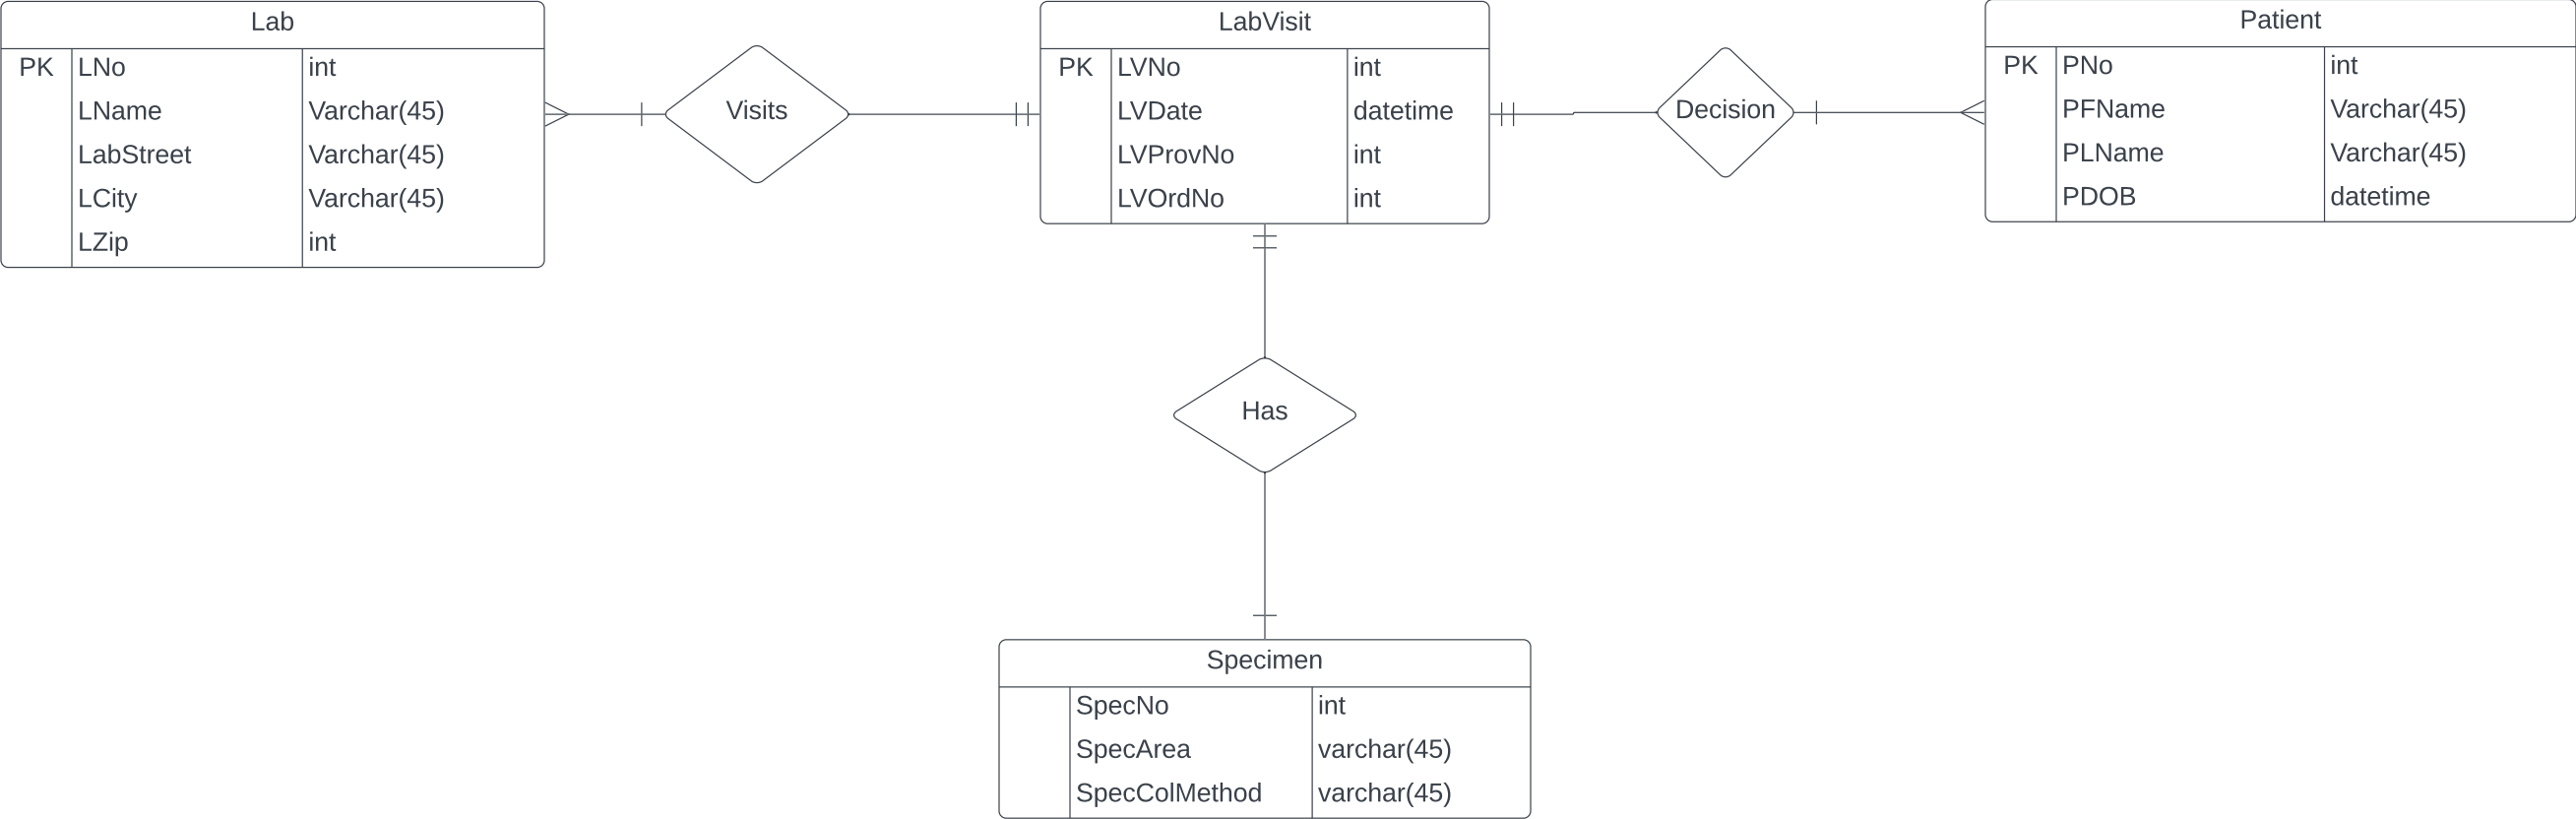 Lab
PK LNo int
LName Varchar(45)
LabStreet Varchar(45)
LCity Varchar(45)
LZip int
Visits
LabVisit
PK LVNo int
LVDate datetime
LVProvNo int
LVOrdNo int
Decision
Patient
PK PNo int
PFName Varchar(45)
PLName Varchar(45)
PDOB datetime
Has
Specimen
SpecNo int
SpecArea varchar(45)
SpecColMethod varchar(45)